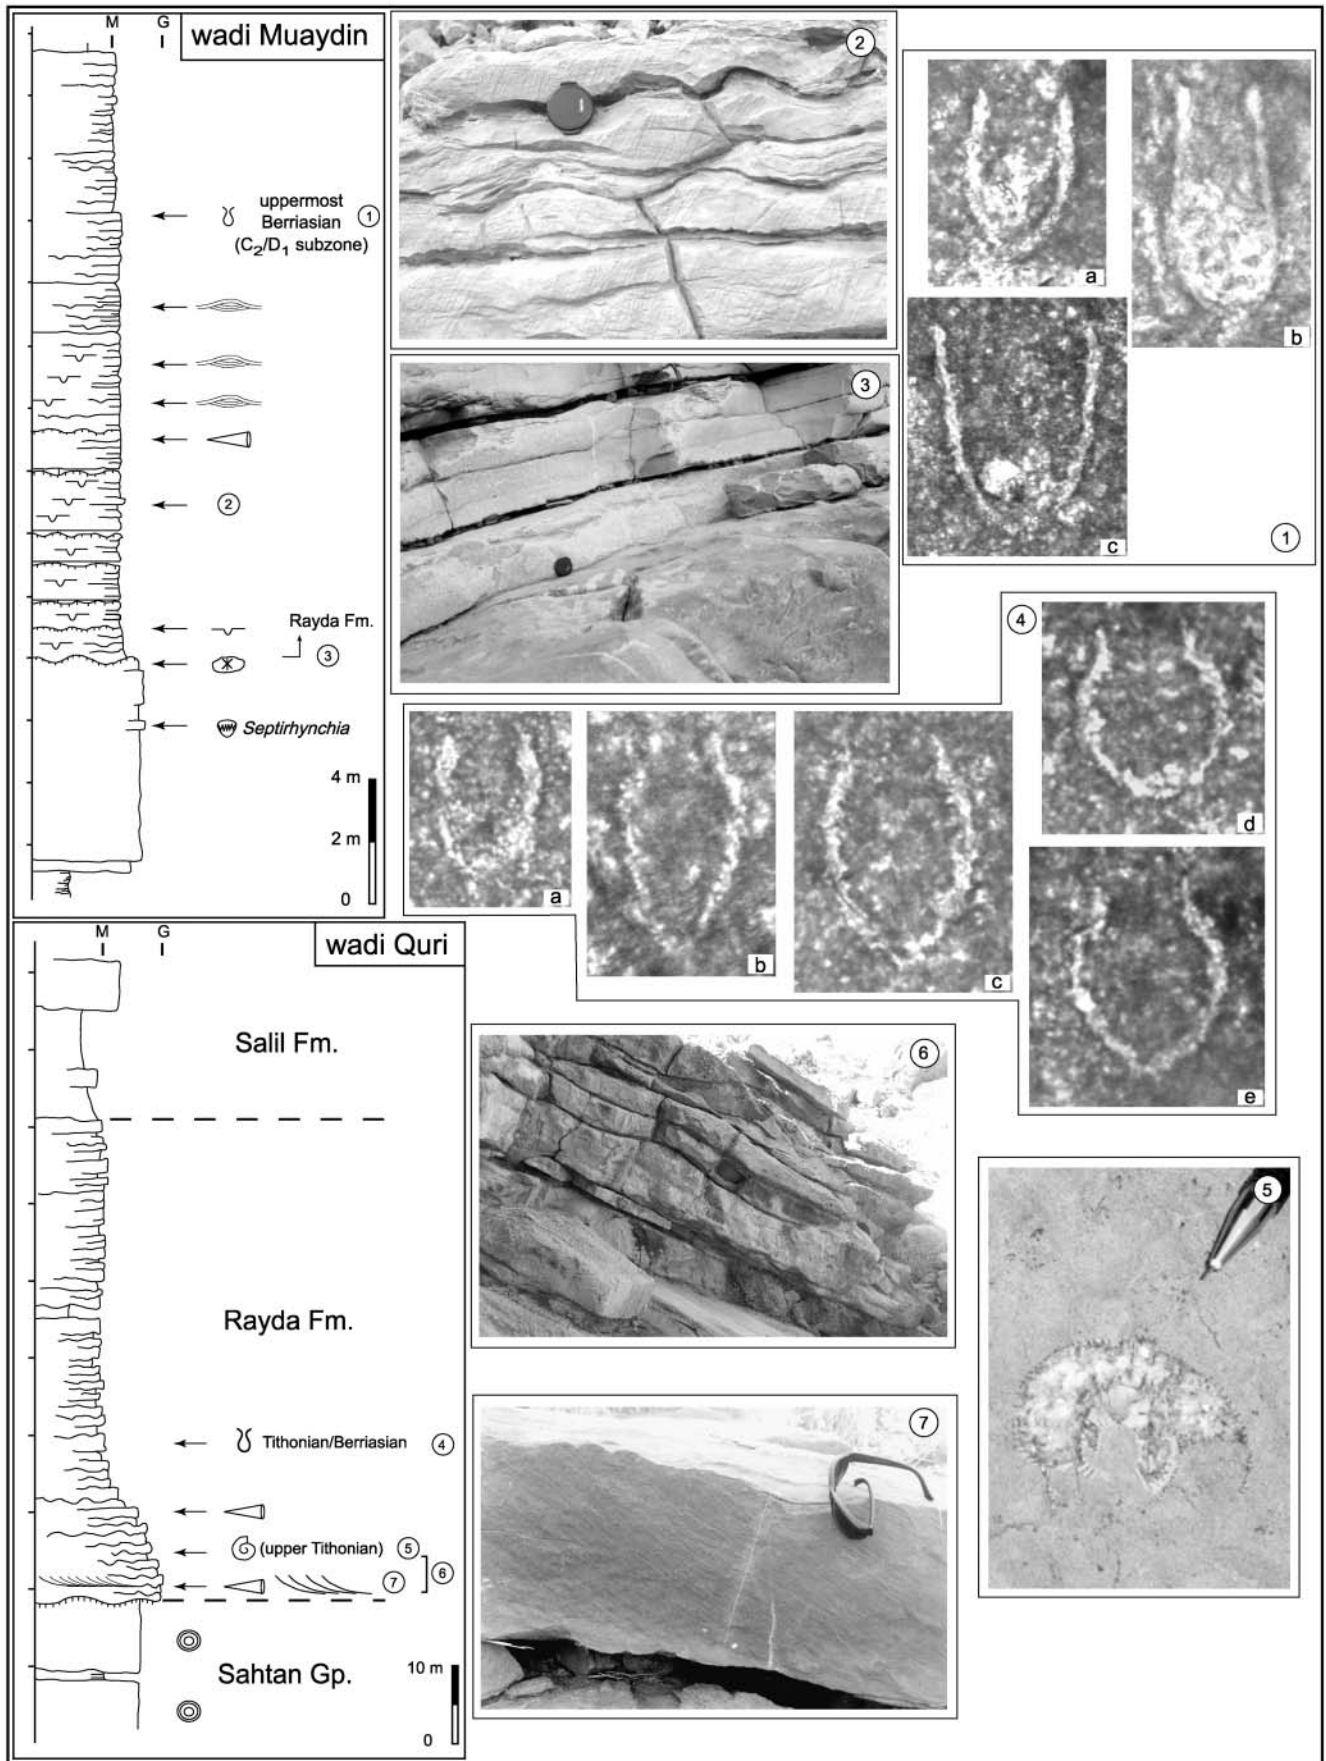 M G
wadi Muaydin
uppermost
Berriasian 1
(C2/D1 subzone)
2
Rayda Fm.
3
Septirhynchia
4 m
2 m
0
2
3
a
b
c
1
4
a
b
c
d
e
M G
wadi Quri
Salil Fm.
Rayda Fm.
Tithonian/Berriasian 4
(upper Tithonian) 5
6
7
Sahtan Gp.
10 m
0
6
7
5